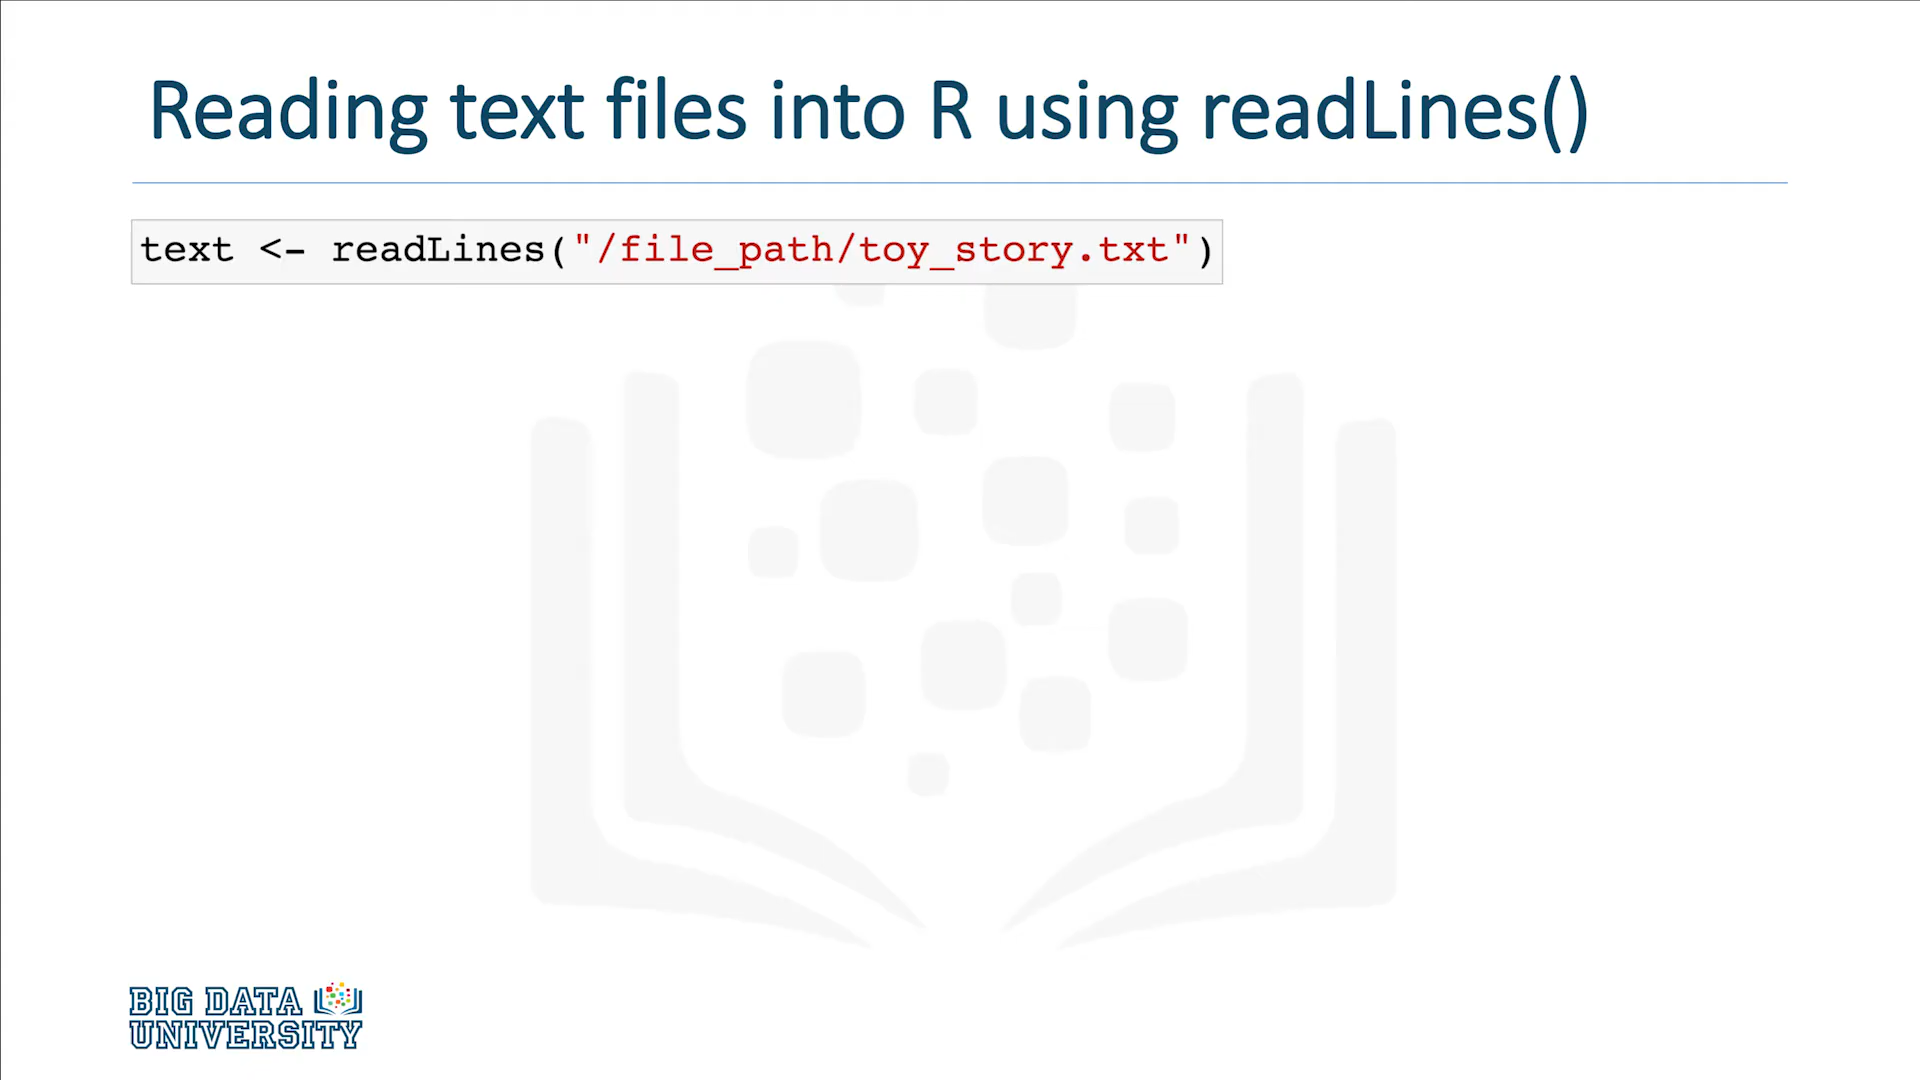 Reading text files into R using readLines()
text <- readLines("/file_path/toy_story.txt")
BIG DATA
UNIVERSITY